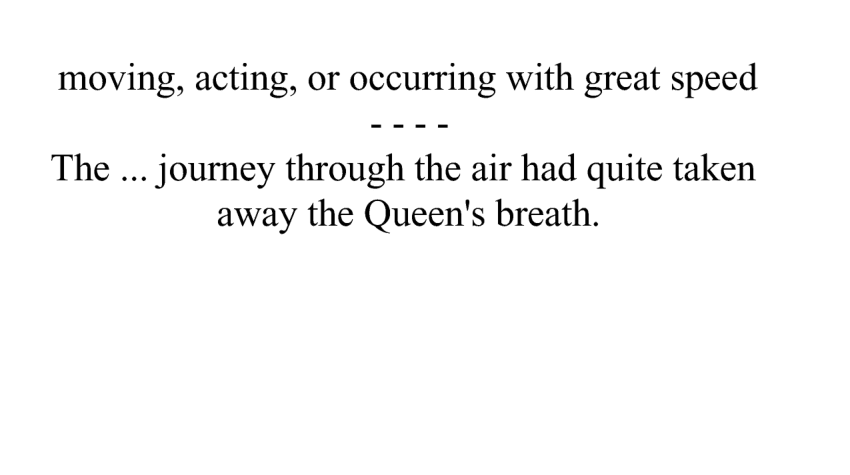 moving, acting, or occurring with great speed
- - - -
The ... journey through the air had quite taken
away the Queen's breath.